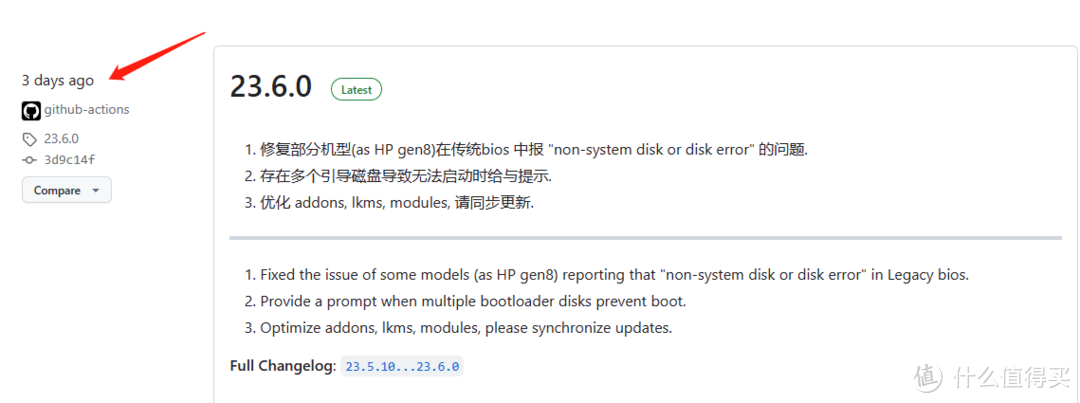 3 days ago
github-actions
23.6.0
3d9c14f
Compare
23.6.0 Latest
1. 修复部分机型(as HP gen8)在传统bios 中报 "non-system disk or disk error" 的问题.
2. 存在多个引导磁盘导致无法启动时给与提示.
3. 优化 addons, lkms, modules, 请同步更新.
1. Fixed the issue of some models (as HP gen8) reporting that "non-system disk or disk error" in Legacy bios.
2. Provide a prompt when multiple bootloader disks prevent boot.
3. Optimize addons, lkms, modules, please synchronize updates.
Full Changelog: 23.5.10...23.6.0
值 什么值得买